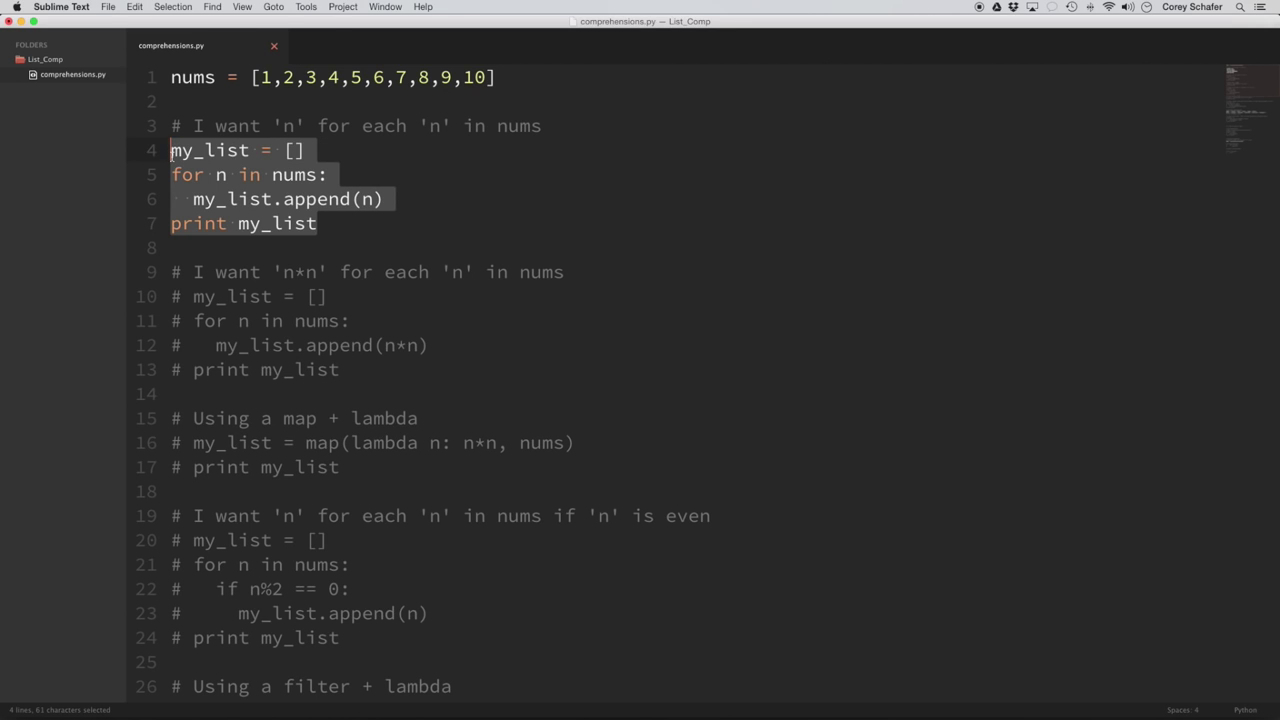 Sublime Text File Edit Selection Find View Goto Tools Project Window Help Corey Schafer
comprehensions.py — List_Comp
FOLDERS
List_Comp
comprehensions.py
comprehensions.py
1 nums = [1,2,3,4,5,6,7,8,9,10]
2
3 # I want 'n' for each 'n' in nums
4 my_list = []
5 for n in nums:
6   my_list.append(n)
7 print my_list
8
9 # I want 'n*n' for each 'n' in nums
10 # my_list = []
11 # for n in nums:
12 #   my_list.append(n*n)
13 # print my_list
14
15 # Using a map + lambda
16 # my_list = map(lambda n: n*n, nums)
17 # print my_list
18
19 # I want 'n' for each 'n' in nums if 'n' is even
20 # my_list = []
21 # for n in nums:
22 #   if n%2 == 0:
23 #     my_list.append(n)
24 # print my_list
25
26 # Using a filter + lambda
4 lines, 61 characters selected Spaces: 4 Python